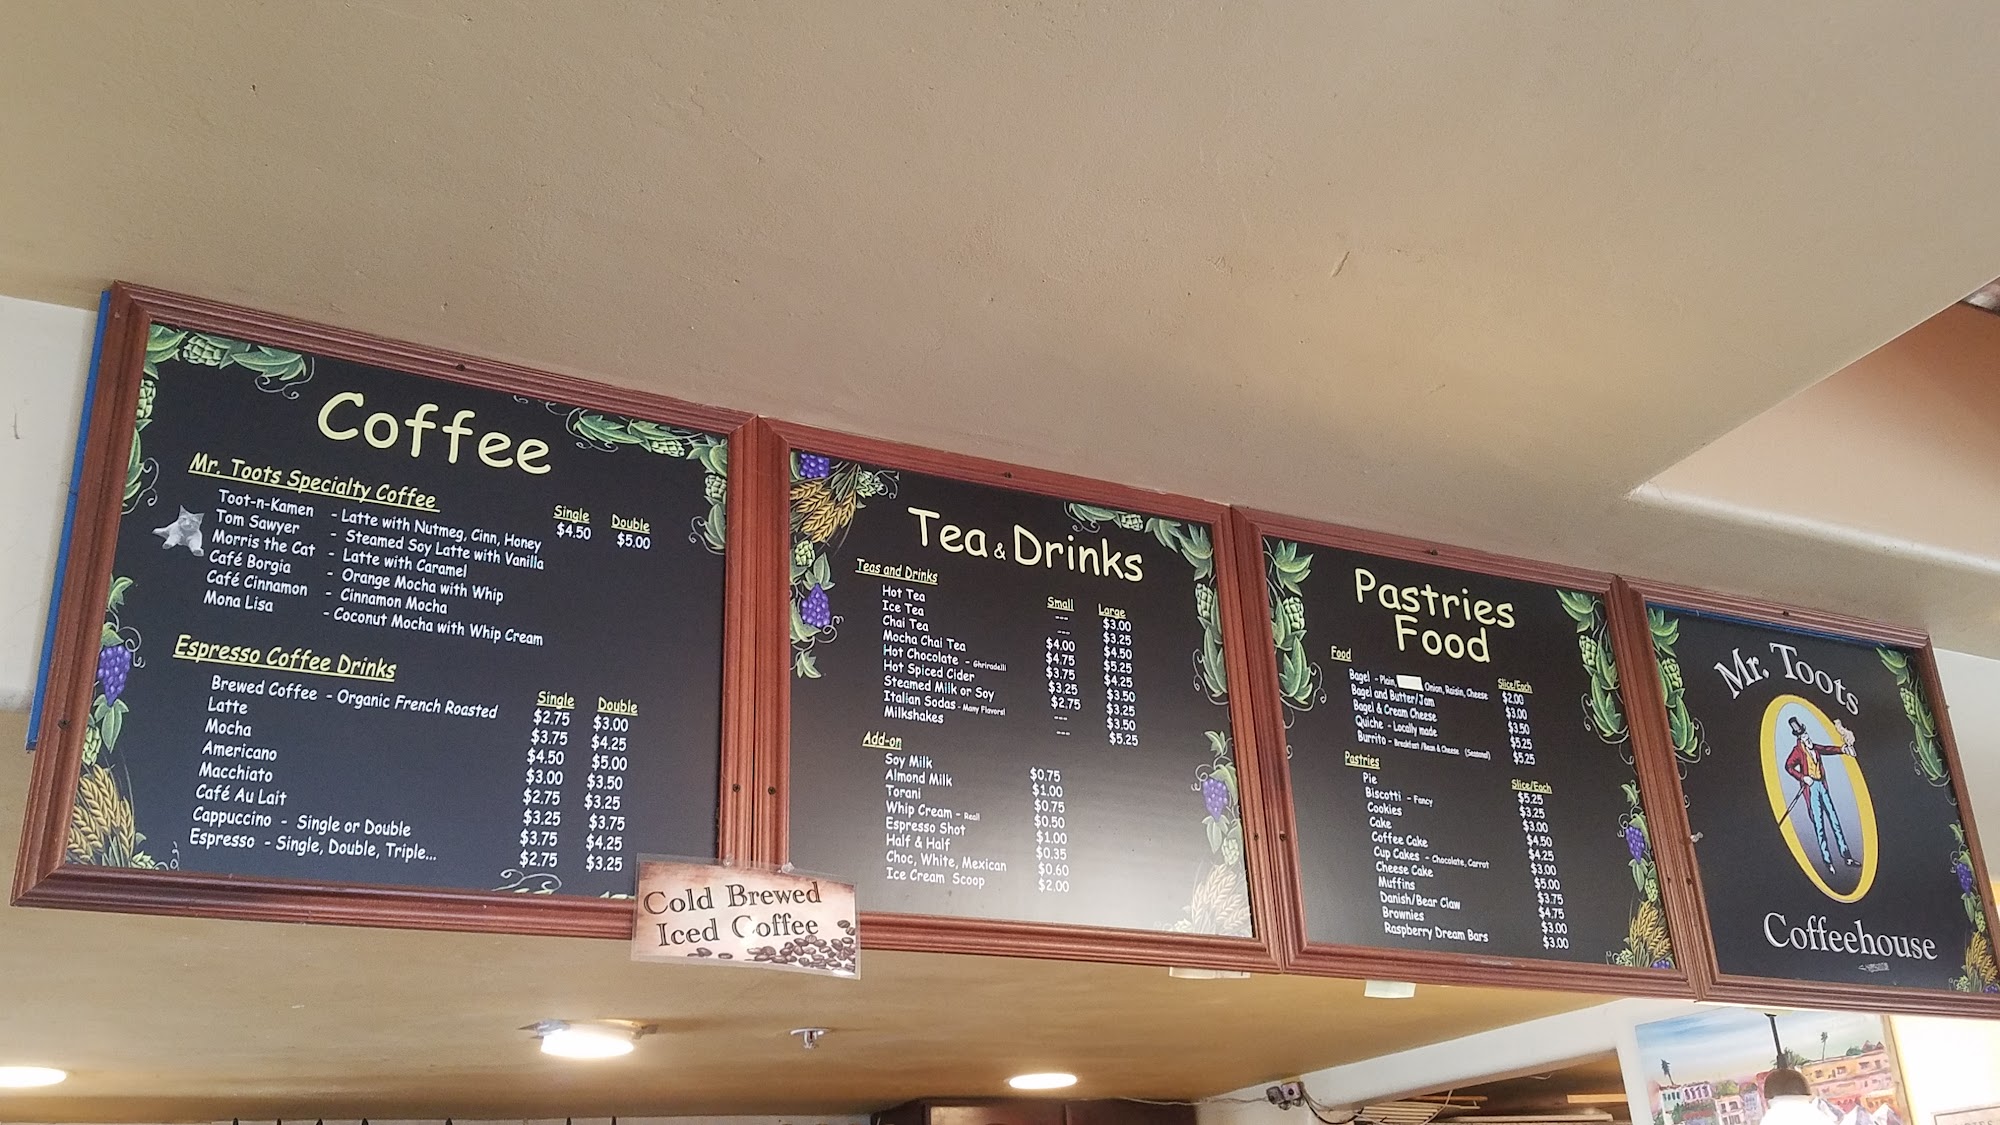 Coffee
Mr. Toots Specialty Coffee
Single Double
Toot-n-Kamen - Latte with Nutmeg, Cinn, Honey $4.50 $5.00
Tom Sawyer - Steamed Soy Latte with Vanilla
Morris the Cat - Latte with Caramel
Café Borgia - Orange Mocha with Whip
Café Cinnamon - Cinnamon Mocha
Mona Lisa - Coconut Mocha with Whip Cream
Espresso Coffee Drinks
Single Double
Brewed Coffee - Organic French Roasted $2.75 $3.00
Latte $3.75 $4.25
Mocha $4.50 $5.00
Americano $3.00 $3.50
Macchiato $2.75 $3.25
Café Au Lait $3.25 $3.75
Cappuccino - Single or Double $3.75 $4.25
Espresso - Single, Double, Triple... $2.75 $3.25
Cold Brewed
Iced Coffee
Tea & Drinks
Teas and Drinks
Small Large
Hot Tea --- $3.00
Ice Tea --- $3.25
Chai Tea $4.00 $4.50
Mocha Chai Tea $4.75 $5.25
Hot Chocolate - Ghriradelli $3.75 $4.25
Hot Spiced Cider $3.25 $3.50
Steamed Milk or Soy $2.75 $3.25
Italian Sodas - Many Flavors! --- $3.50
Milkshakes --- $5.25
Add-on
Soy Milk $0.75
Almond Milk $1.00
Torani $0.75
Whip Cream - Real! $0.50
Espresso Shot $1.00
Half & Half $0.35
Choc, White, Mexican $0.60
Ice Cream Scoop $2.00
Pastries
Food
Food
Slice/Each
Bagel - Plain, Onion, Raisin, Cheese $2.00
Bagel and Butter/Jam $3.00
Bagel & Cream Cheese $3.50
Quiche - Locally made $5.25
Burrito - Breakfast /Bean & Cheese (Seasonal) $5.25
Pastries
Slice/Each
Pie $5.25
Biscotti - Fancy $3.25
Cookies $3.00
Cake $4.50
Coffee Cake $4.25
Cup Cakes - Chocolate, Carrot $3.00
Cheese Cake $5.00
Muffins $3.75
Danish/Bear Claw $4.75
Brownies $3.00
Raspberry Dream Bars $3.00
Mr. Toots
Coffeehouse